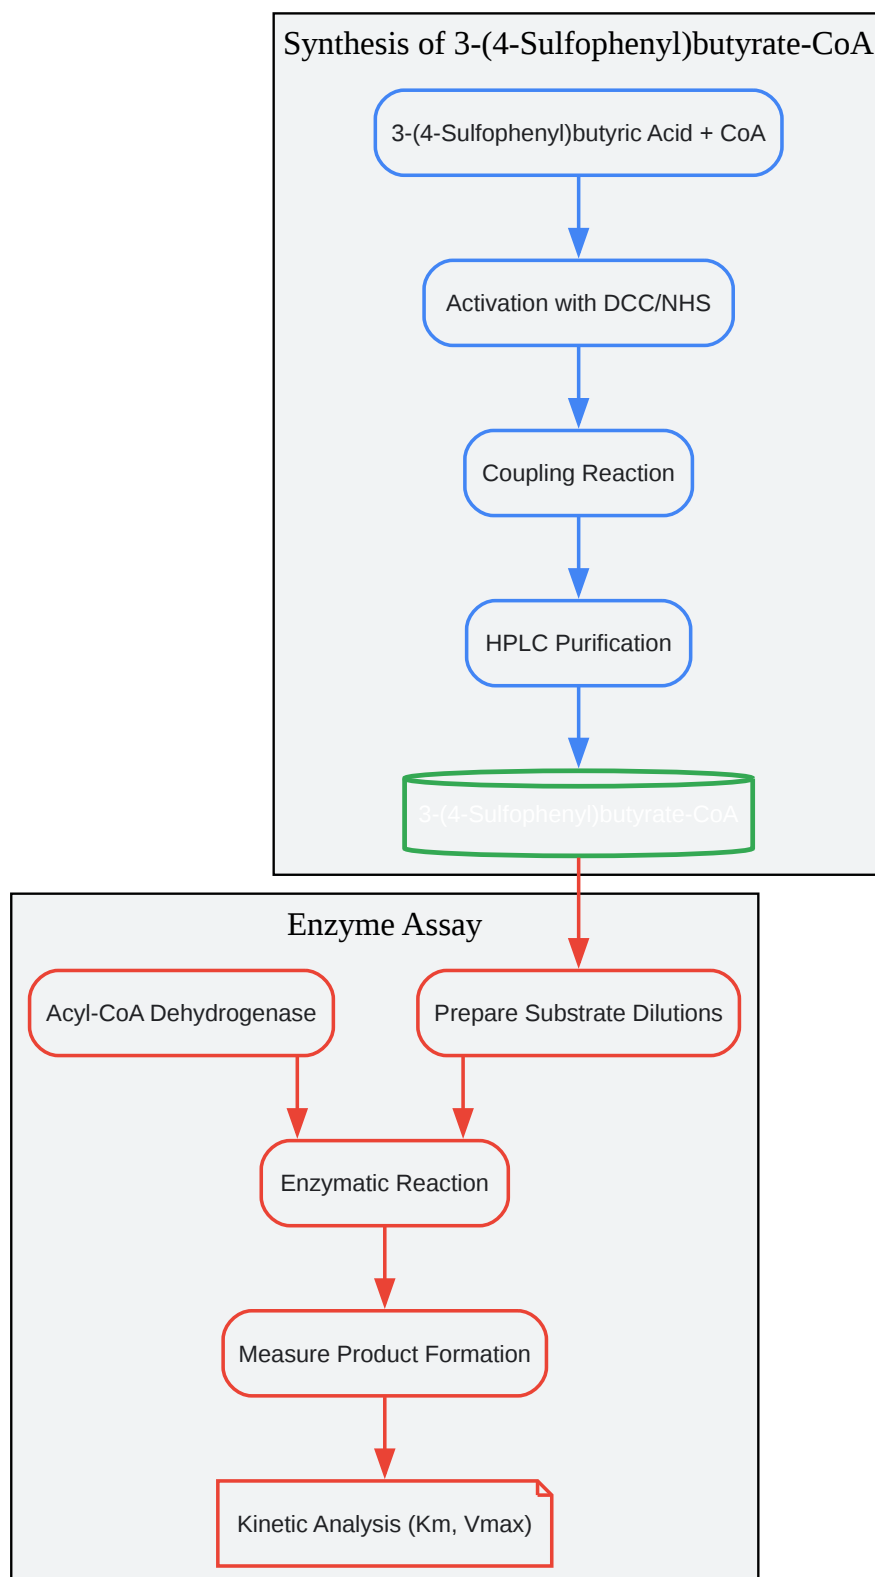 Synthesis of 3-(4-Sulfophenyl)butyrate-CoA
3-(4-Sulfophenyl)butyric Acid + CoA
Activation with DCC/NHS
Coupling Reaction
HPLC Purification
3-(4-Sulfophenyl)butyrate-CoA
Enzyme Assay
Acyl-CoA Dehydrogenase
Prepare Substrate Dilutions
Enzymatic Reaction
Measure Product Formation
Kinetic Analysis (Km, Vmax)